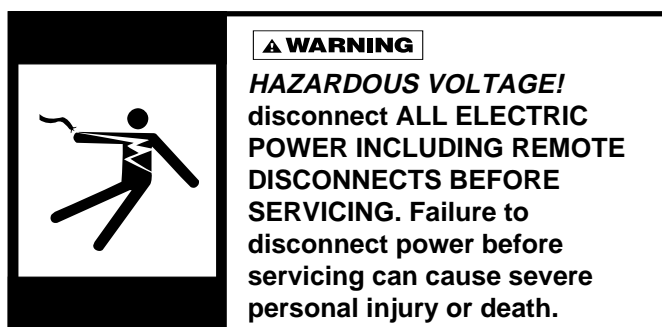 WARNING
HAZARDOUS VOLTAGE!
disconnect ALL ELECTRIC
POWER INCLUDING REMOTE
DISCONNECTS BEFORE
SERVICING. Failure to
disconnect power before
servicing can cause severe
personal injury or death.